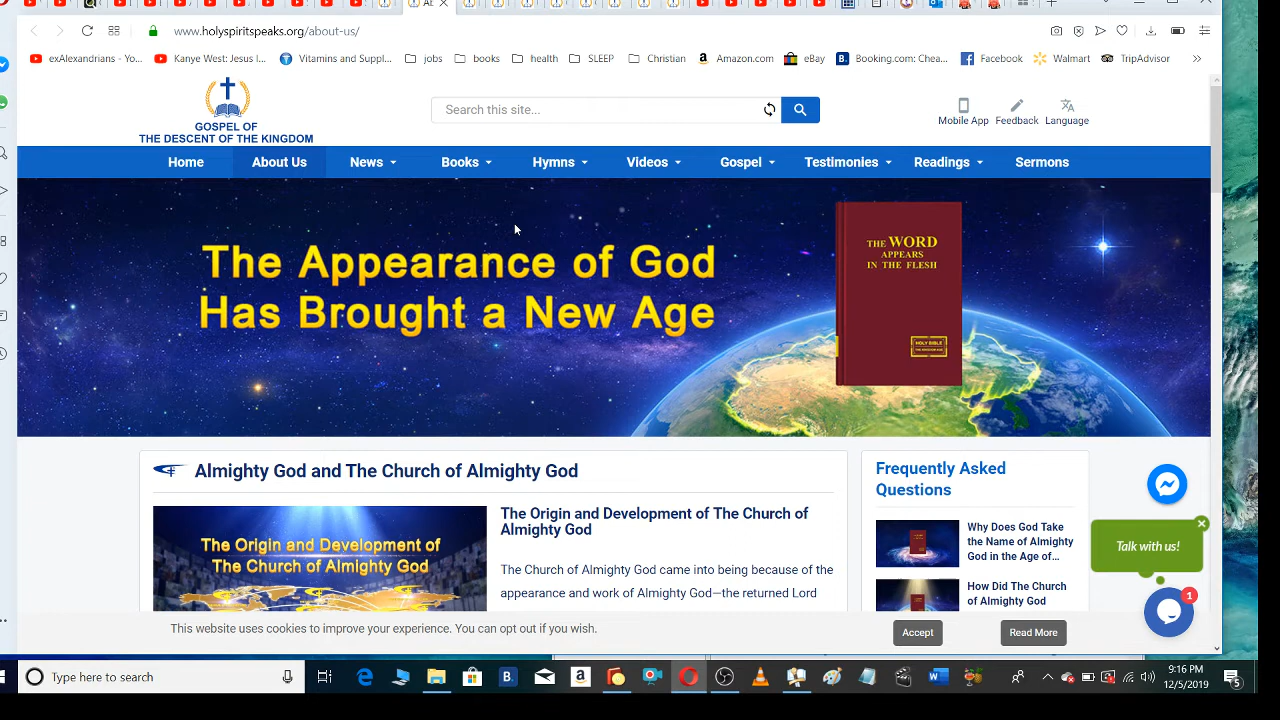 www.holyspiritspeaks.org/about-us/
exAlexandrians - Yo...
Kanye West: Jesus I...
Vitamins and Suppl...
jobs
books
health
SLEEP
Christian
Amazon.com
eBay
Booking.com: Chea...
Facebook
Walmart
TripAdvisor
GOSPEL OF
THE DESCENT OF THE KINGDOM
Search this site...
Mobile App
Feedback
Language
Home
About Us
News
Books
Hymns
Videos
Gospel
Testimonies
Readings
Sermons
The Appearance of God
Has Brought a New Age
THE WORD
APPEARS
IN THE FLESH
HOLY BIBLE
Almighty God and The Church of Almighty God
The Origin and Development of
The Church of Almighty God
The Origin and Development of The Church of
Almighty God
The Church of Almighty God came into being because of the
appearance and work of Almighty God—the returned Lord
Frequently Asked
Questions
Why Does God Take
the Name of Almighty
God in the Age of...
How Did The Church
of Almighty God
Talk with us!
1
This website uses cookies to improve your experience. You can opt out if you wish.
Accept
Read More
Type here to search
9:16 PM
12/5/2019
5